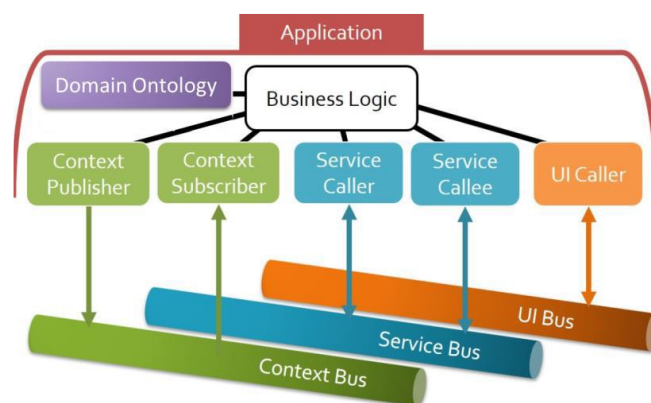 Application
Domain Ontology
Business Logic
Context
Publisher
Context
Subscriber
Service
Caller
Service
Callee
UI Caller
UI Bus
Service Bus
Context Bus